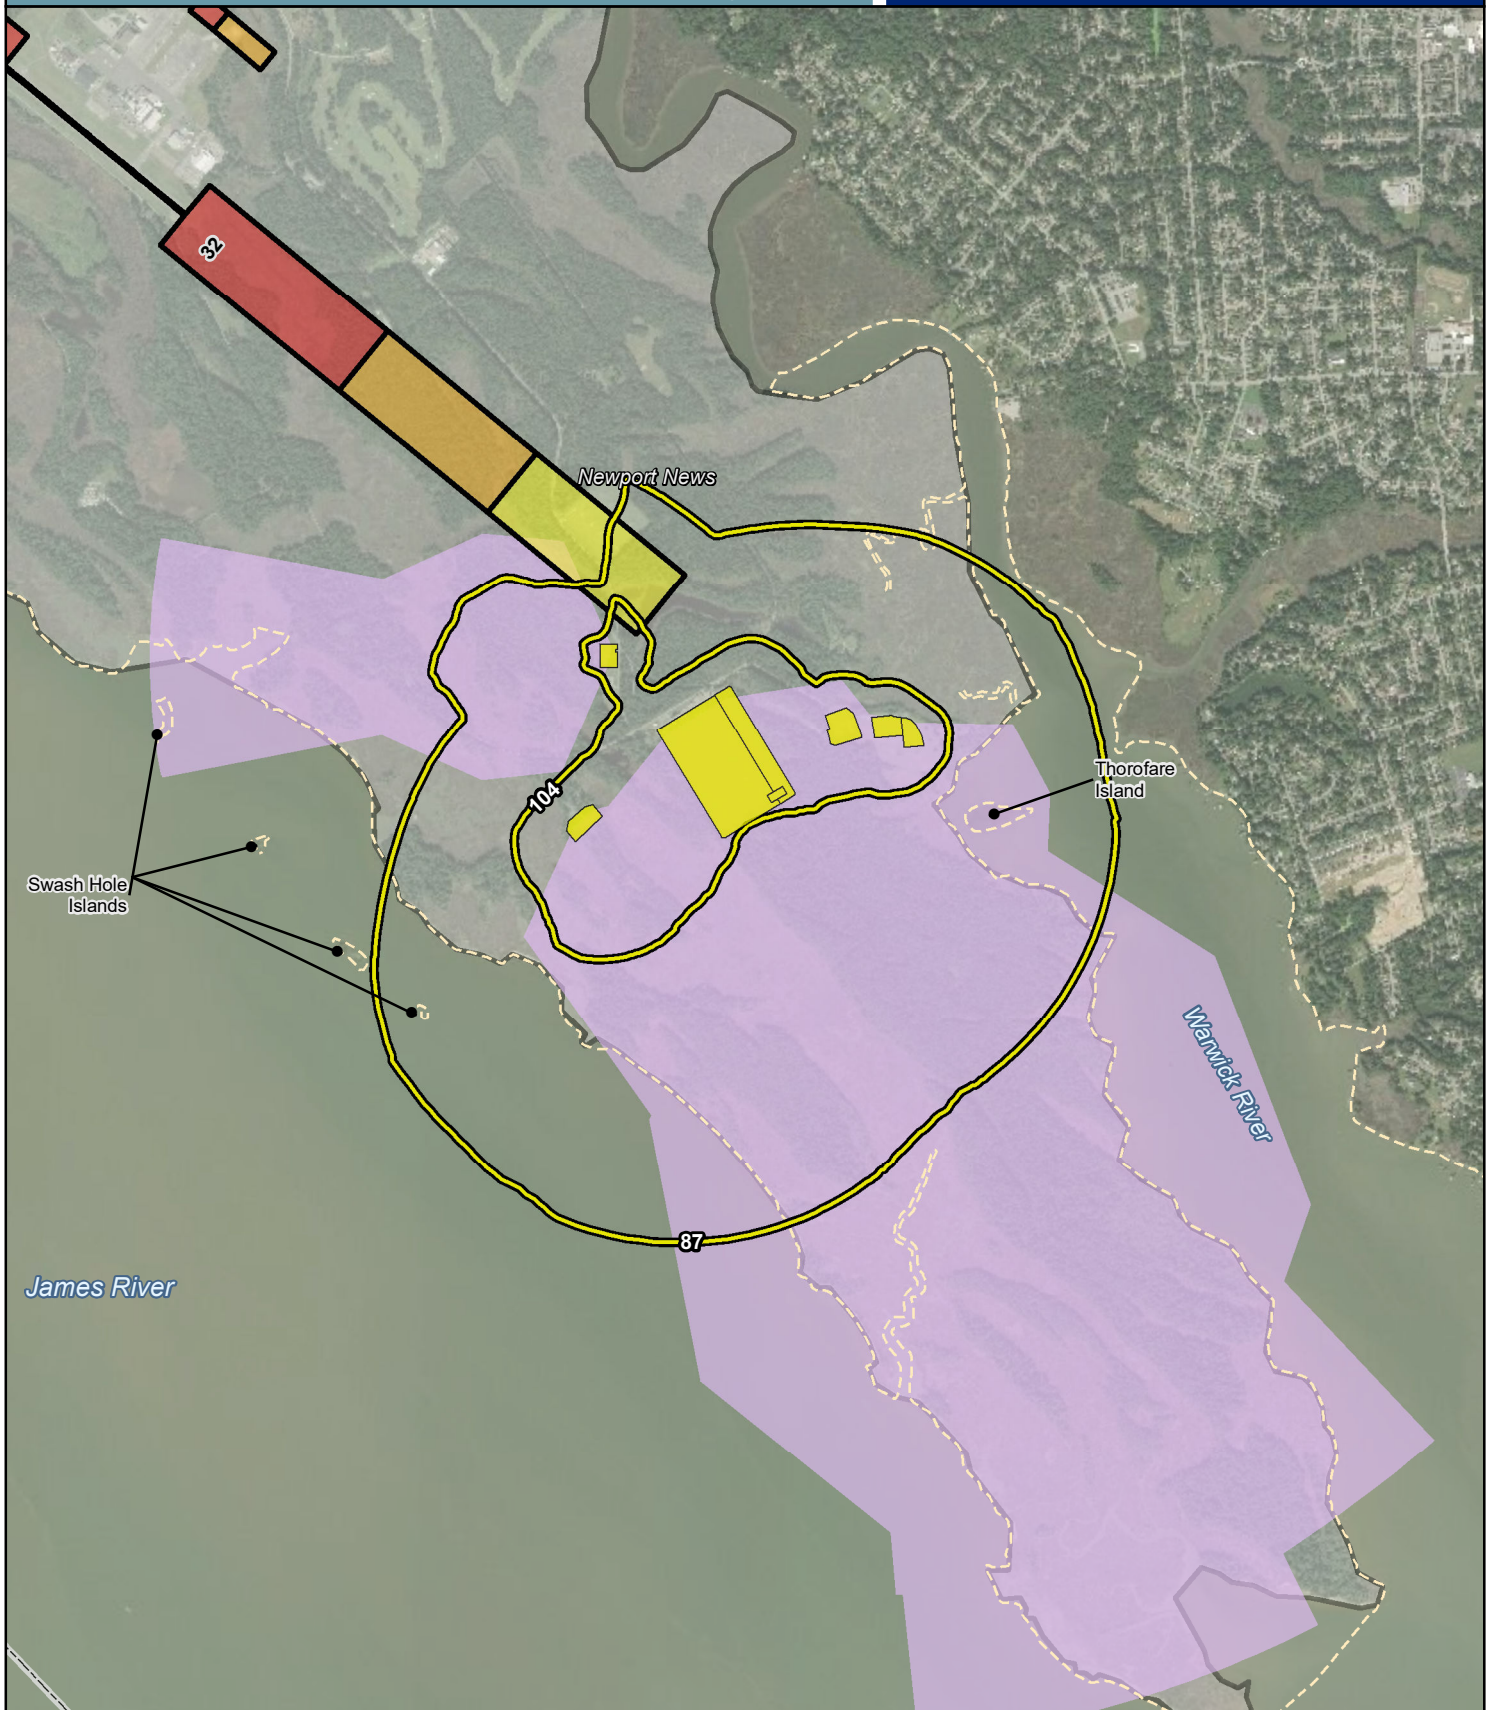 32
Newport News
Thorofare
Island
104
Swash Hole
Islands
Warwick River
87
James River